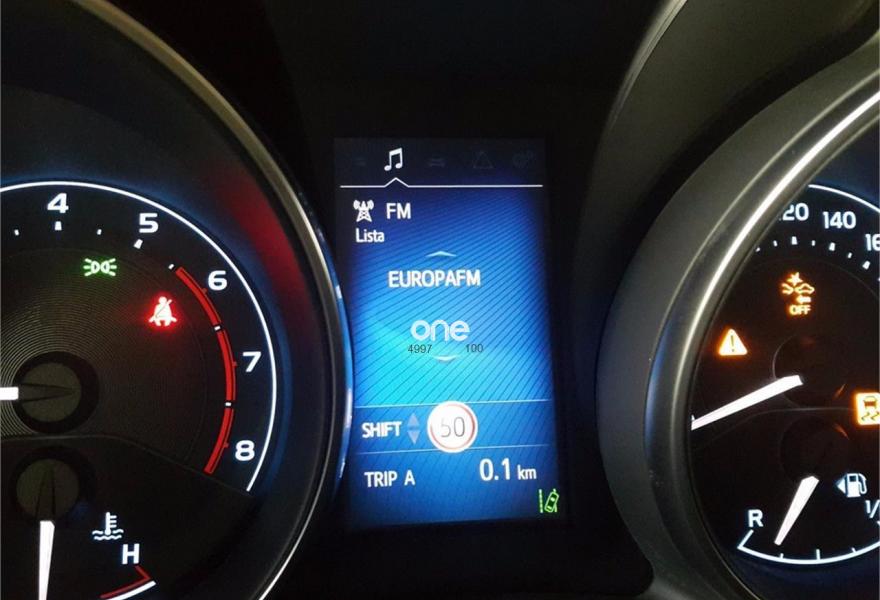 4
5
6
7
8
H
FM
Lista
EUROPAFM
one
4997 100
SHIFT 50
TRIP A 0.1 km
140
OFF
R